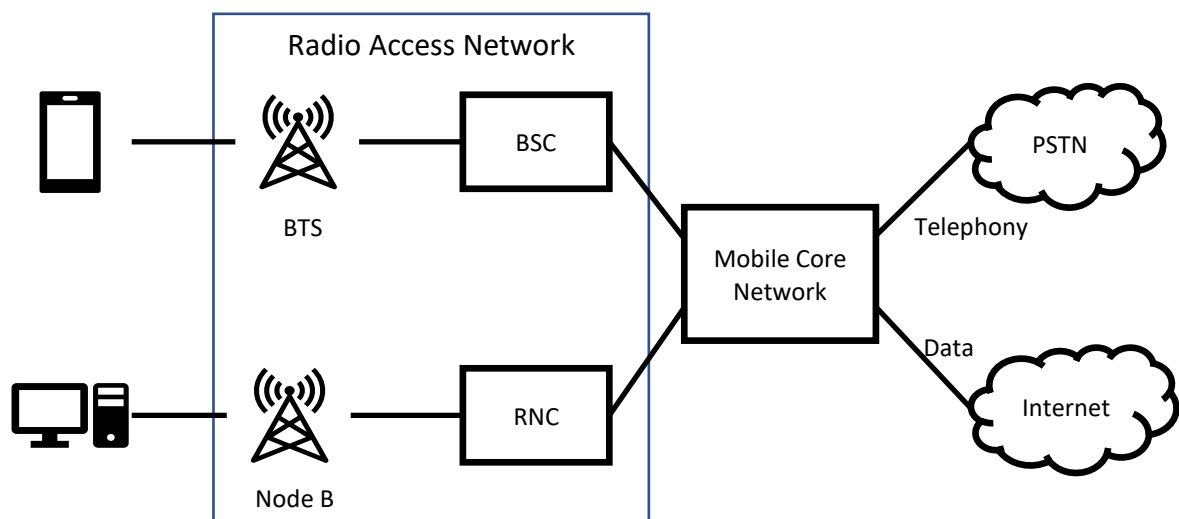 Radio Access Network
BSC
PSTN
BTS
Telephony
Mobile Core
Network
Data
RNC
Internet
Node B